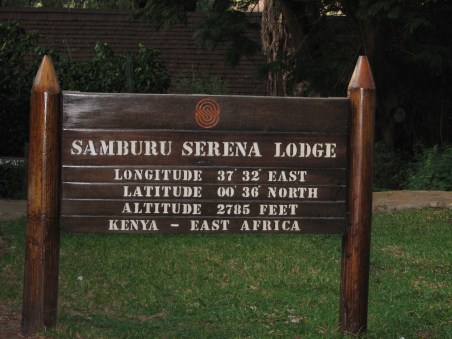 SAMBURU SERENA LODGE
LONGITUDE 37°32' EAST
LATITUDE 00°36' NORTH
ALTITUDE 2785 FEET
KENYA - EAST AFRICA